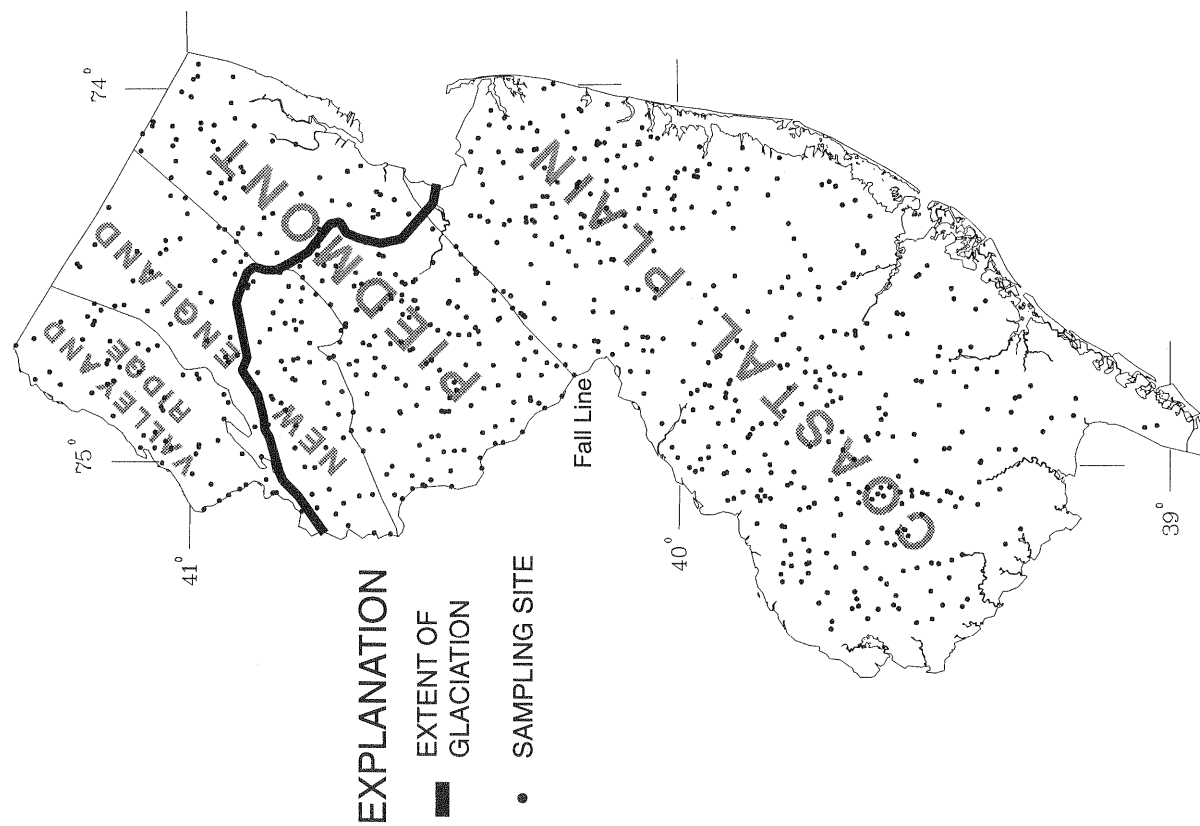 74°
75°
41°
40°
39°
VALLEY AND
RIDGE
NEW ENGLAND
PIEDMONT
Fall Line
COASTAL PLAIN
EXPLANATION
EXTENT OF
GLACIATION
SAMPLING SITE